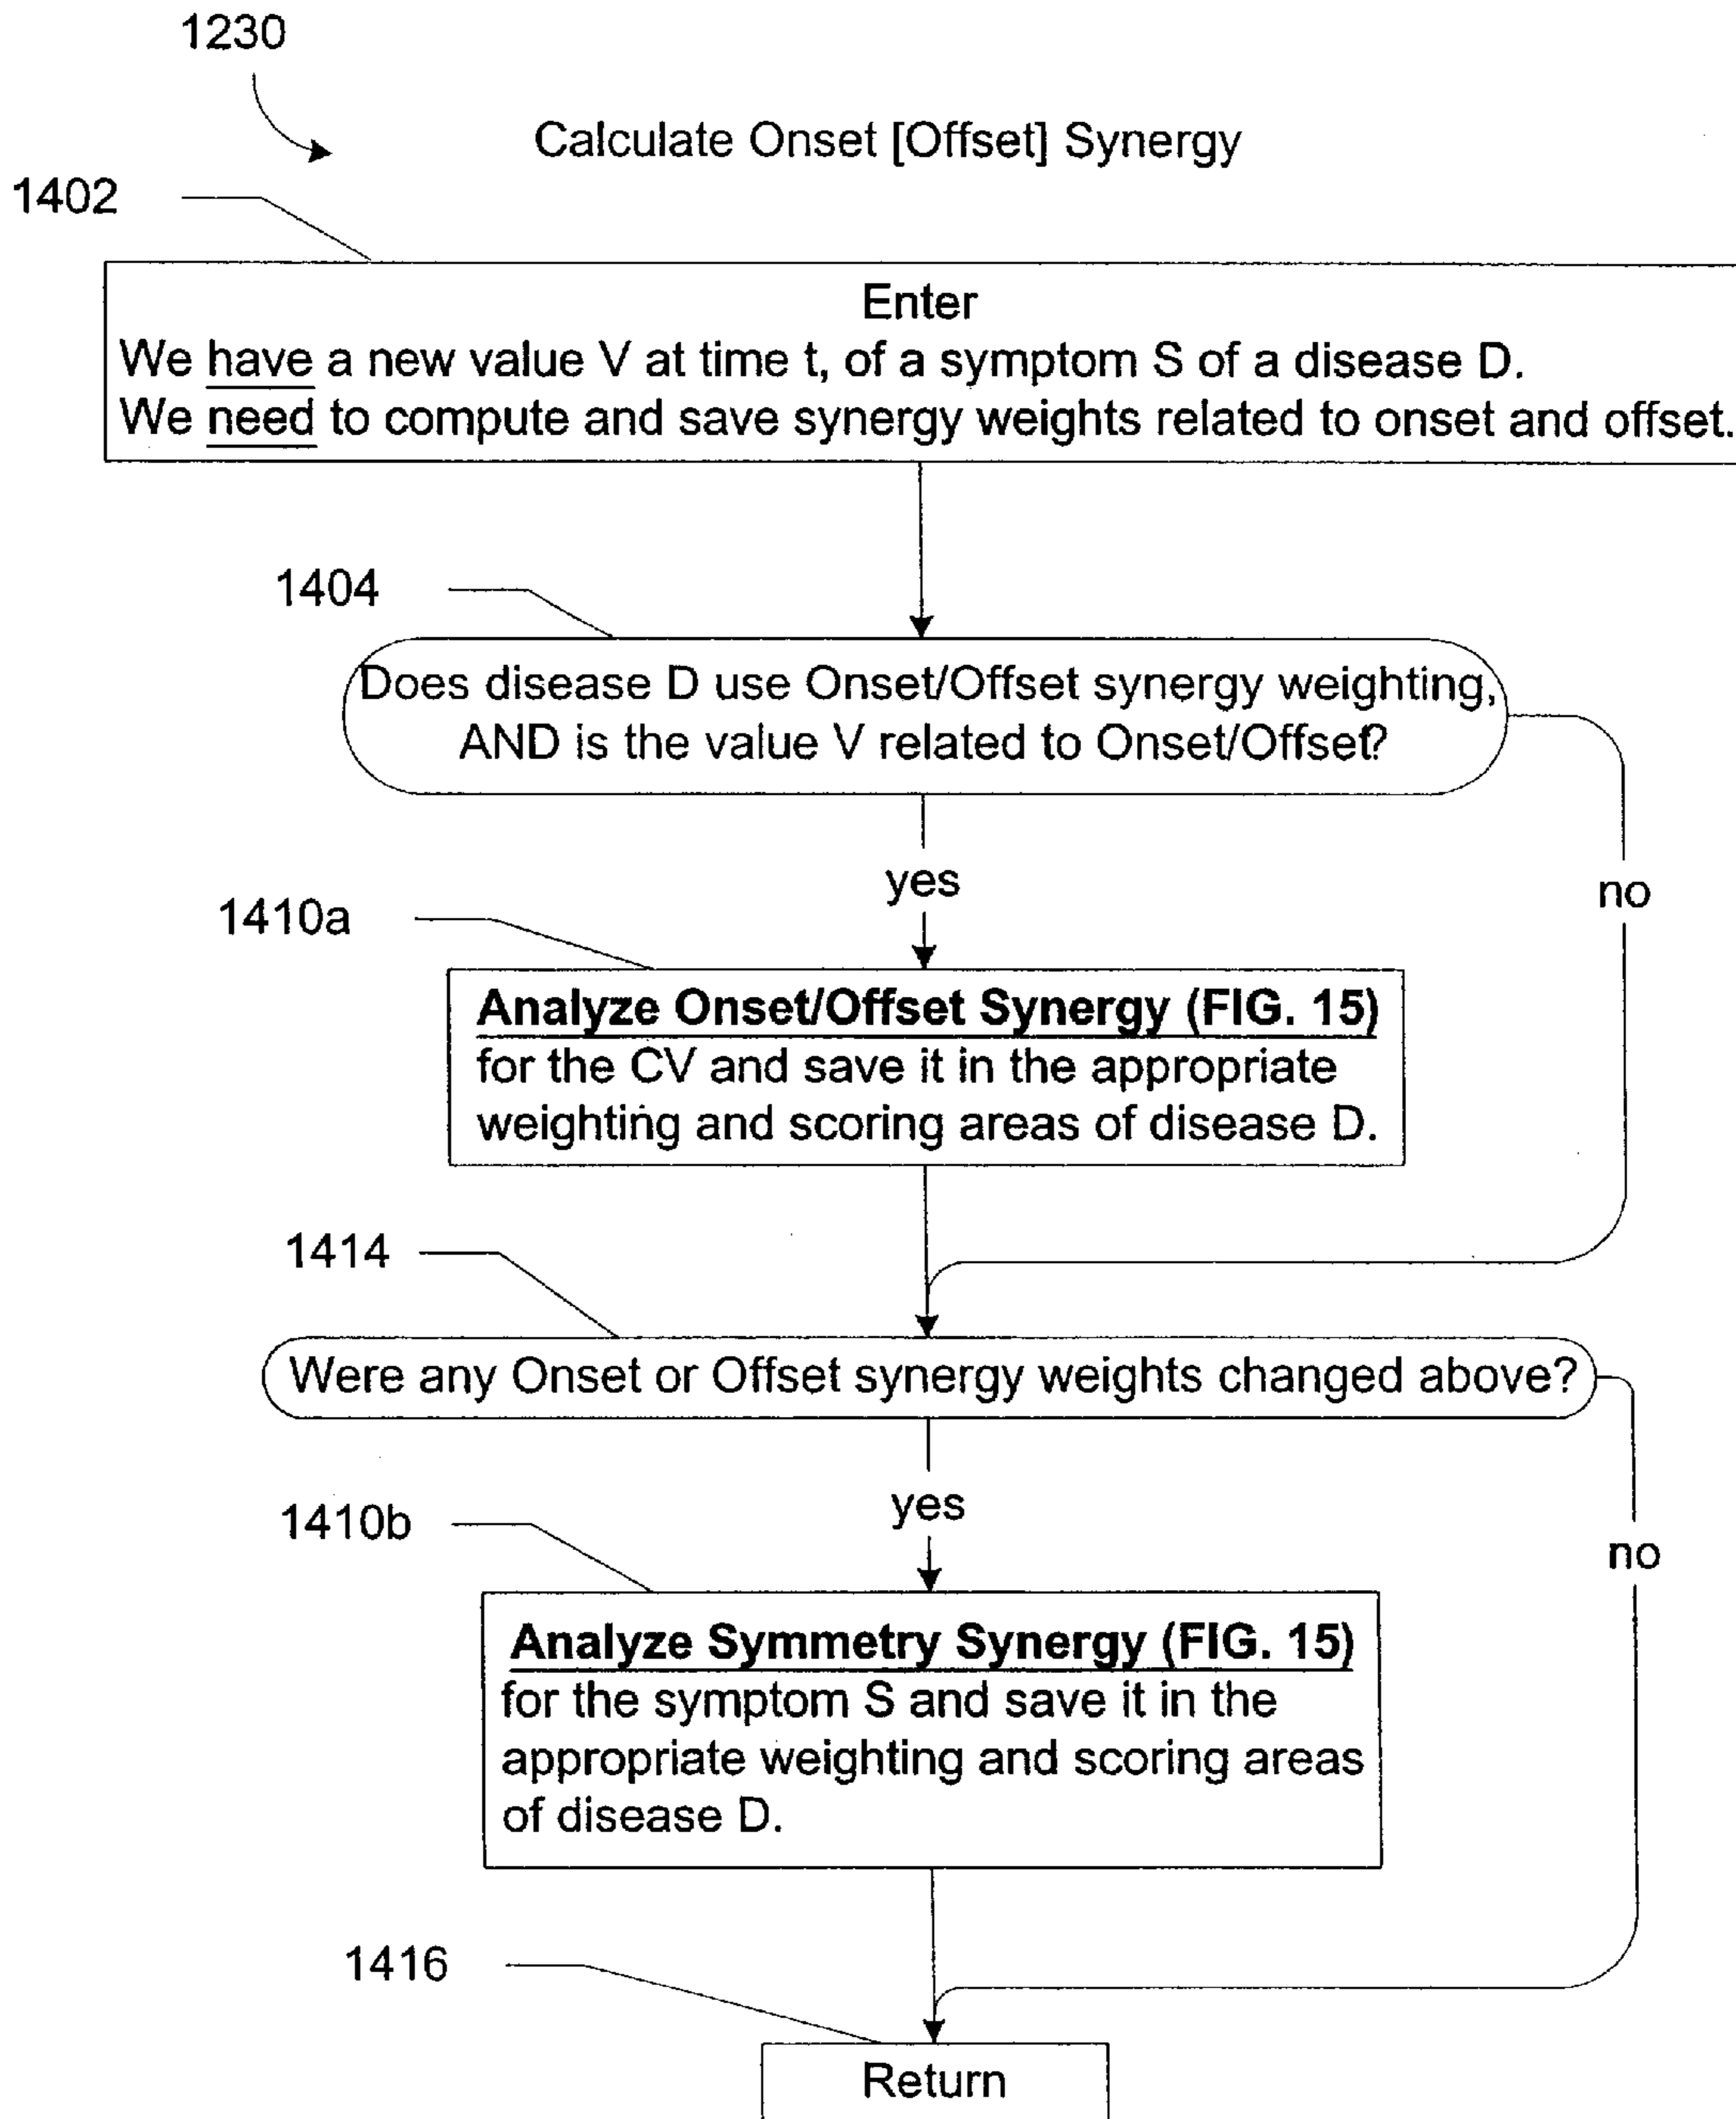 1230
Calculate Onset [Offset] Synergy
1402
Enter
We have a new value V at time t, of a symptom S of a disease D.
We need to compute and save synergy weights related to onset and offset.
1404
Does disease D use Onset/Offset synergy weighting,
AND is the value V related to Onset/Offset?
yes
no
1410a
Analyze Onset/Offset Synergy (FIG. 15)
for the CV and save it in the appropriate
weighting and scoring areas of disease D.
1414
Were any Onset or Offset synergy weights changed above?
yes
no
1410b
Analyze Symmetry Synergy (FIG. 15)
for the symptom S and save it in the
appropriate weighting and scoring areas
of disease D.
1416
Return